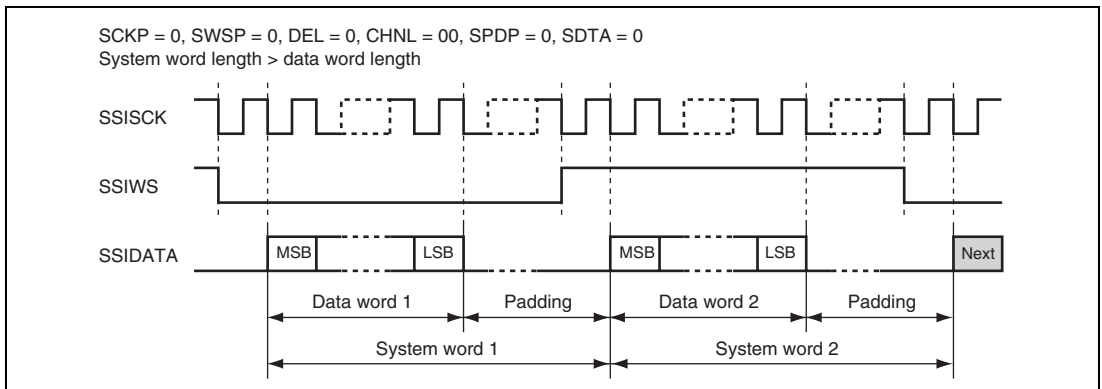 SCKP = 0, SWSP = 0, DEL = 0, CHNL = 00, SPDP = 0, SDTA = 0
System word length > data word length
SSISCK
SSIWS
SSIDATA
MSB
LSB
MSB
LSB
Next
Data word 1
Padding
Data word 2
Padding
System word 1
System word 2